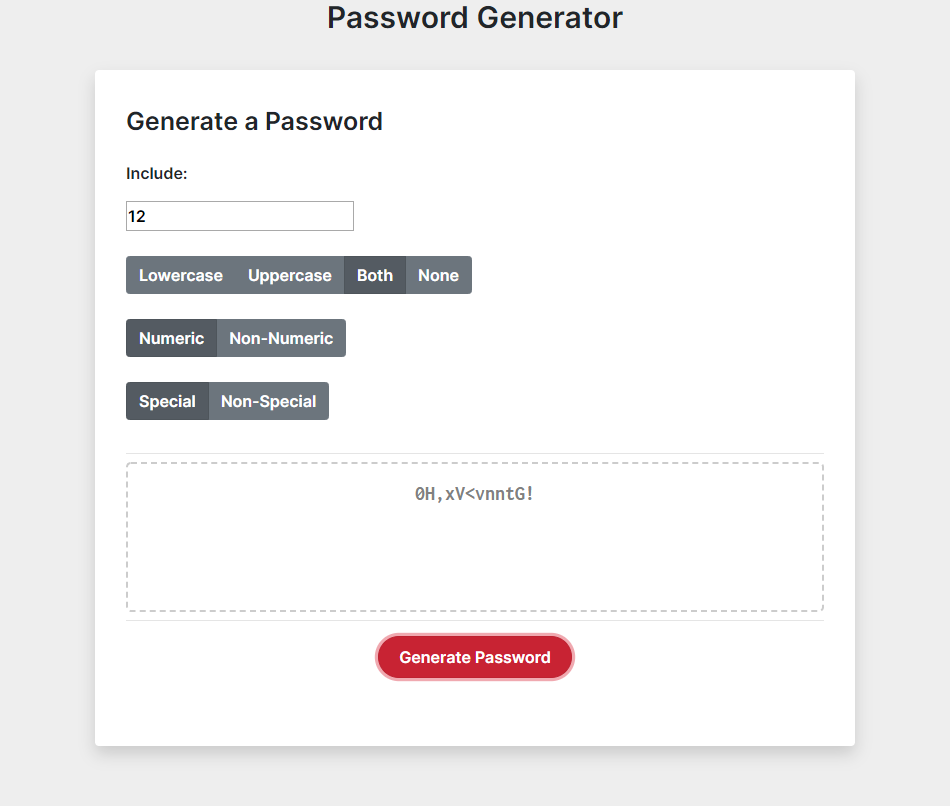 Password Generator
Generate a Password
Include:
12
Lowercase Uppercase Both None
Numeric Non-Numeric
Special Non-Special
0H,xV<vnntG!
Generate Password